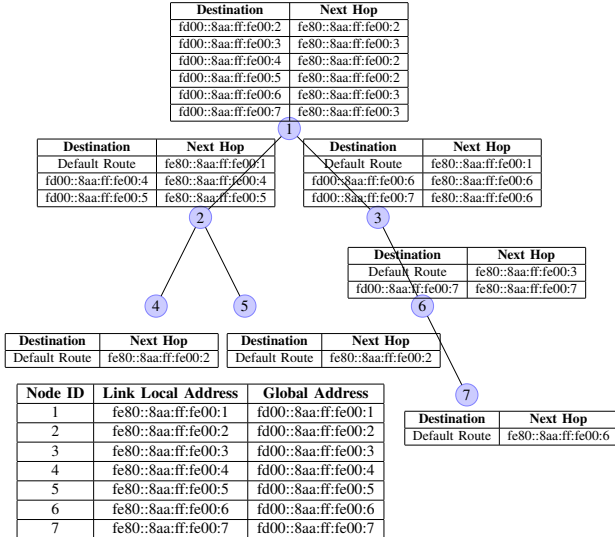 Destination Next Hop
fd00::8aa:ff:fe00:2 fe80::8aa:ff:fe00:2
fd00::8aa:ff:fe00:3 fe80::8aa:ff:fe00:3
fd00::8aa:ff:fe00:4 fe80::8aa:ff:fe00:2
fd00::8aa:ff:fe00:5 fe80::8aa:ff:fe00:2
fd00::8aa:ff:fe00:6 fe80::8aa:ff:fe00:3
fd00::8aa:ff:fe00:7 fe80::8aa:ff:fe00:3
1
Destination Next Hop
Default Route fe80::8aa:ff:fe00:1
fd00::8aa:ff:fe00:4 fe80::8aa:ff:fe00:4
fd00::8aa:ff:fe00:5 fe80::8aa:ff:fe00:5
2
Destination Next Hop
Default Route fe80::8aa:ff:fe00:1
fd00::8aa:ff:fe00:6 fe80::8aa:ff:fe00:6
fd00::8aa:ff:fe00:7 fe80::8aa:ff:fe00:6
3
Destination Next Hop
Default Route fe80::8aa:ff:fe00:3
fd00::8aa:ff:fe00:7 fe80::8aa:ff:fe00:7
4
5
6
Destination Next Hop
Default Route fe80::8aa:ff:fe00:2
Destination Next Hop
Default Route fe80::8aa:ff:fe00:2
7
Destination Next Hop
Default Route fe80::8aa:ff:fe00:6
Node ID Link Local Address Global Address
1 fe80::8aa:ff:fe00:1 fd00::8aa:ff:fe00:1
2 fe80::8aa:ff:fe00:2 fd00::8aa:ff:fe00:2
3 fe80::8aa:ff:fe00:3 fd00::8aa:ff:fe00:3
4 fe80::8aa:ff:fe00:4 fd00::8aa:ff:fe00:4
5 fe80::8aa:ff:fe00:5 fd00::8aa:ff:fe00:5
6 fe80::8aa:ff:fe00:6 fd00::8aa:ff:fe00:6
7 fe80::8aa:ff:fe00:7 fd00::8aa:ff:fe00:7